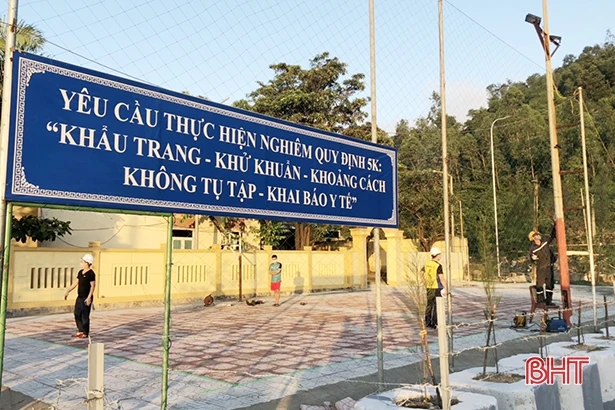 YÊU CẦU THỰC HIỆN NGHIÊM QUY ĐỊNH 5K:
“KHẨU TRANG - KHỬ KHUẨN - KHOẢNG CÁCH
KHÔNG TỤ TẬP - KHAI BÁO Y TẾ”
BHT